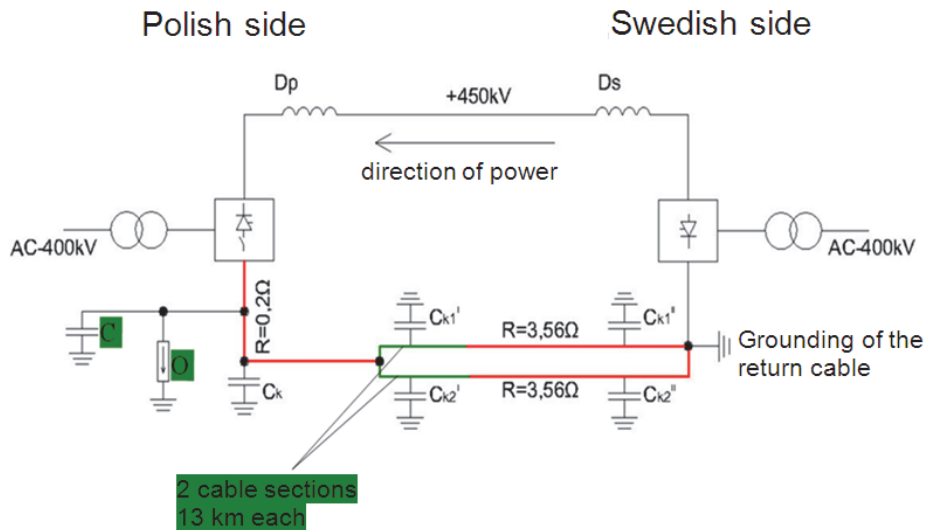 Polish side
Swedish side
Dp
+450kV
Ds
direction of power
AC-400kV
AC-400kV
C
O
R=0,2Ω
Ck
Ck1'
R=3,56Ω
Ck1"
Grounding of the
return cable
Ck2'
R=3,56Ω
Ck2"
2 cable sections
13 km each